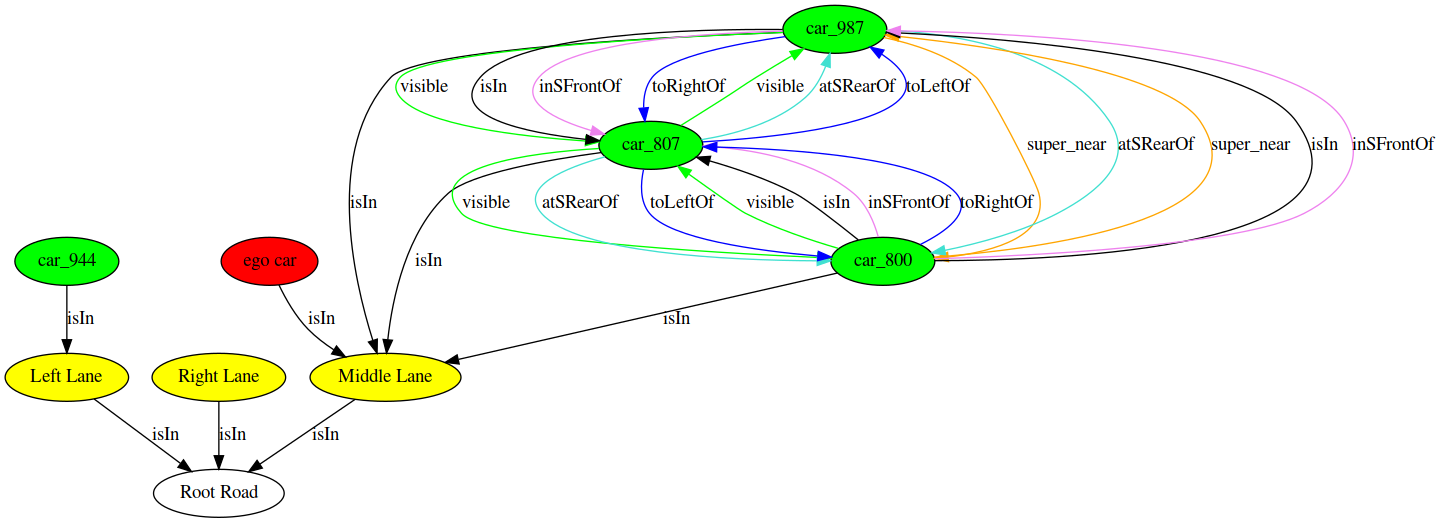 car_987
visible
isIn
inSFrontOf
toRightOf
visible
atSRearOf
toLeftOf
car_807
super_near
atSRearOf
super_near
isIn
inSFrontOf
isIn
visible
atSRearOf
toLeftOf
visible
isIn
inSFrontOf
toRightOf
car_944
ego car
isIn
car_800
isIn
isIn
isIn
Left Lane
Right Lane
Middle Lane
isIn
isIn
isIn
Root Road